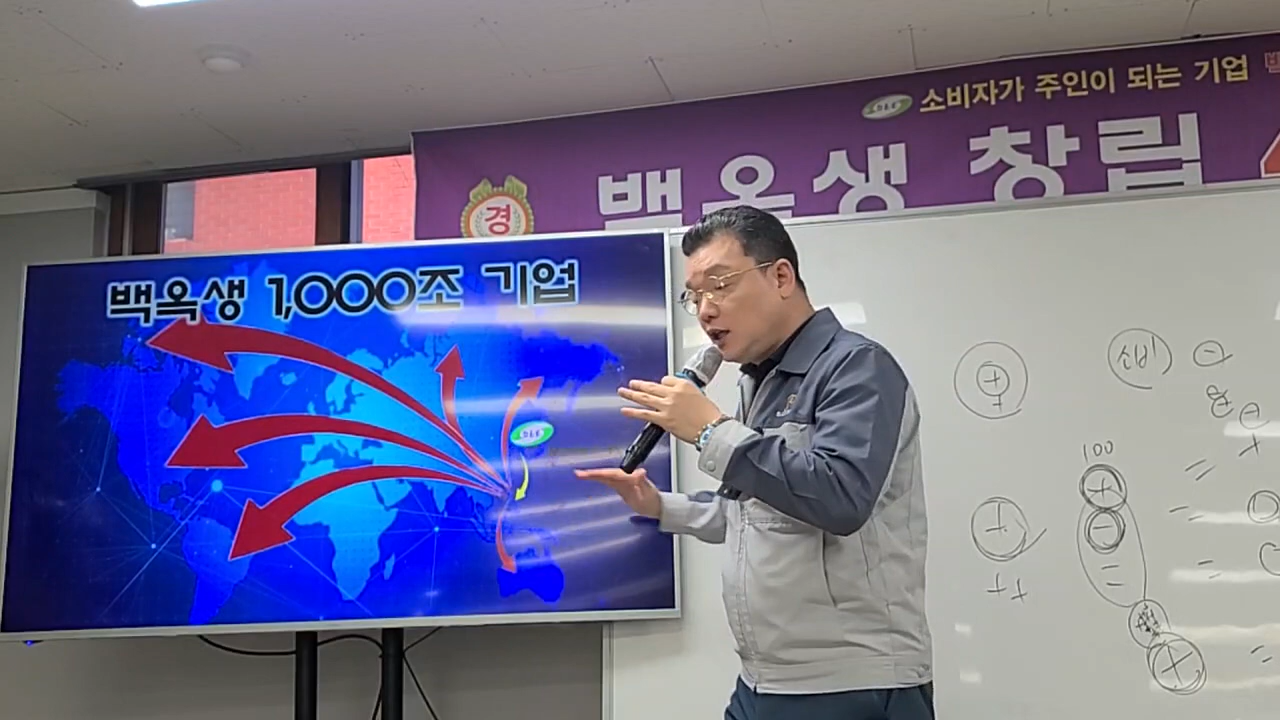 소비자가 주인이 되는 기업
백옥생 창립
경
백옥생 1,000조 기업
소비
100